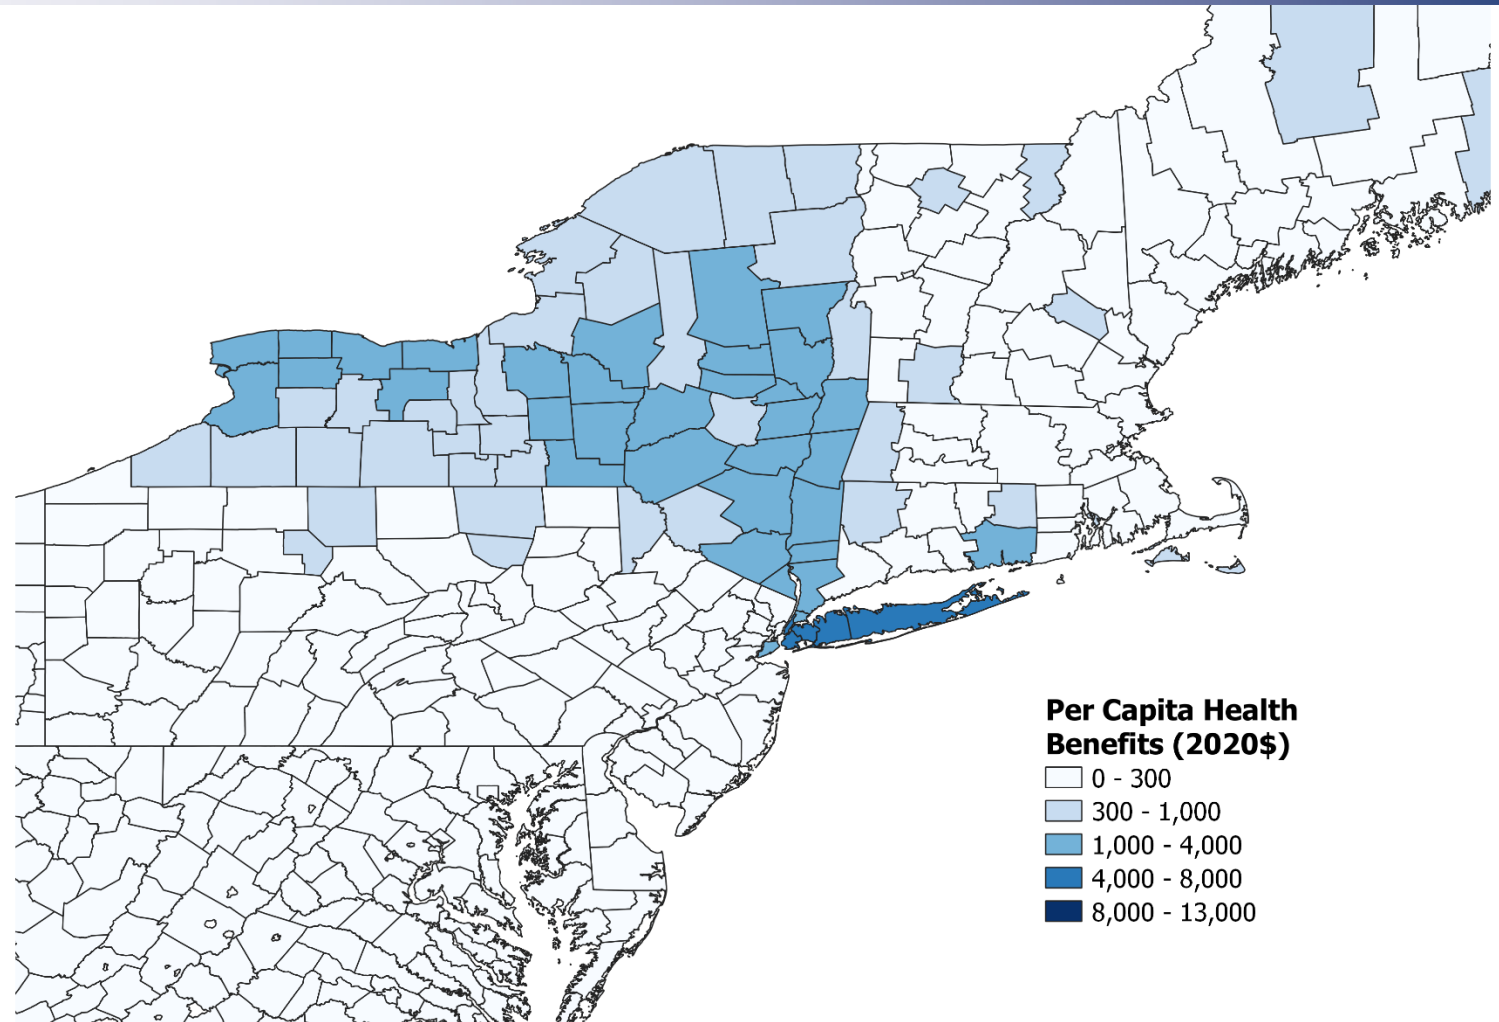 Per Capita Health
Benefits (2020$)
0 - 300
300 - 1,000
1,000 - 4,000
4,000 - 8,000
8,000 - 13,000